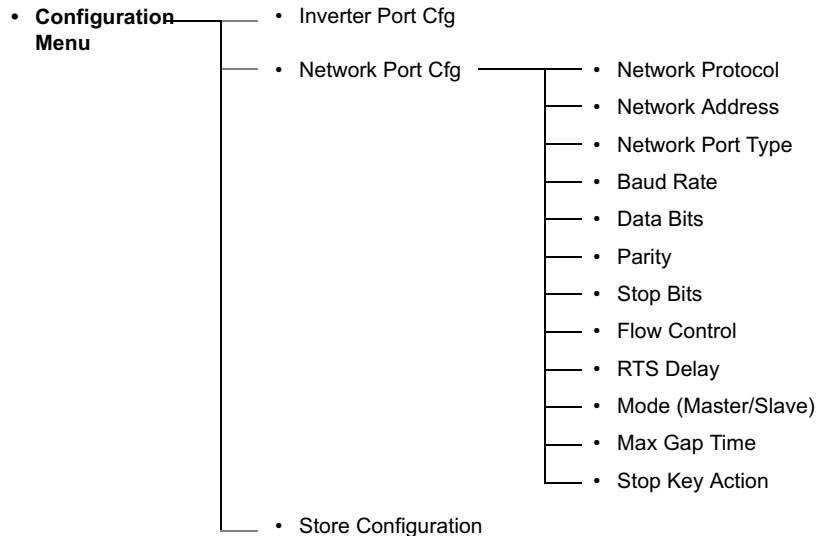 • Configuration
Menu
• Inverter Port Cfg
• Network Port Cfg
• Network Protocol
• Network Address
• Network Port Type
• Baud Rate
• Data Bits
• Parity
• Stop Bits
• Flow Control
• RTS Delay
• Mode (Master/Slave)
• Max Gap Time
• Stop Key Action
• Store Configuration